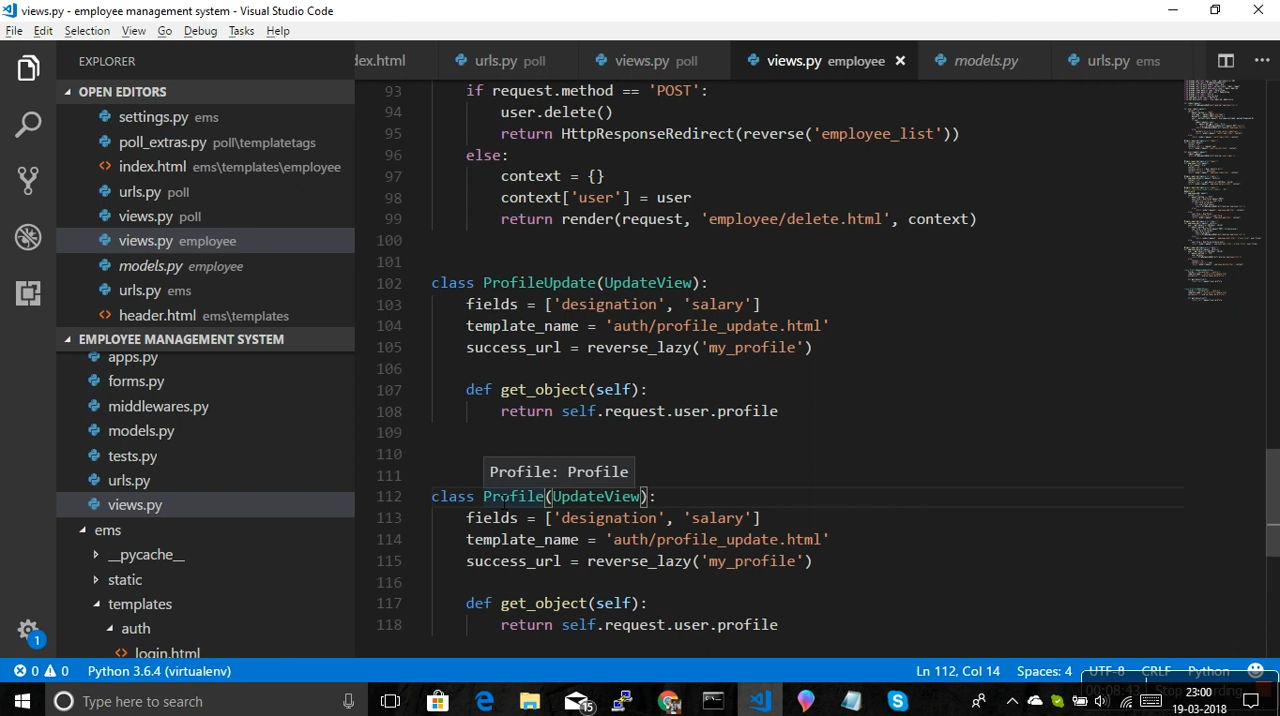 views.py - employee management system - Visual Studio Code
File Edit Selection View Go Debug Tasks Help
EXPLORER
dex.html urls.py poll views.py poll views.py employee models.py urls.py ems
OPEN EDITORS
settings.py ems
poll_extras.py poll\templatetags
index.html ems\templates\employee
urls.py poll
views.py poll
views.py employee
models.py employee
urls.py ems
header.html ems\templates
EMPLOYEE MANAGEMENT SYSTEM
apps.py
forms.py
middlewares.py
models.py
tests.py
urls.py
views.py
ems
__pycache__
static
templates
auth
login.html
93 if request.method == 'POST':
94 user.delete()
95 return HttpResponseRedirect(reverse('employee_list'))
96 else:
97 context = {}
98 context['user'] = user
99 return render(request, 'employee/delete.html', context)
100
101
102 class ProfileUpdate(UpdateView):
103 fields = ['designation', 'salary']
104 template_name = 'auth/profile_update.html'
105 success_url = reverse_lazy('my_profile')
106
107 def get_object(self):
108 return self.request.user.profile
109
110
111 Profile: Profile
112 class Profile(UpdateView):
113 fields = ['designation', 'salary']
114 template_name = 'auth/profile_update.html'
115 success_url = reverse_lazy('my_profile')
116
117 def get_object(self):
118 return self.request.user.profile
1
0 0 Python 3.6.4 (virtualenv) Ln 112, Col 14 Spaces: 4 UTF-8 CRLF Python
00:08:43 Stop Recording
Type here to search
15
23:00
19-03-2018